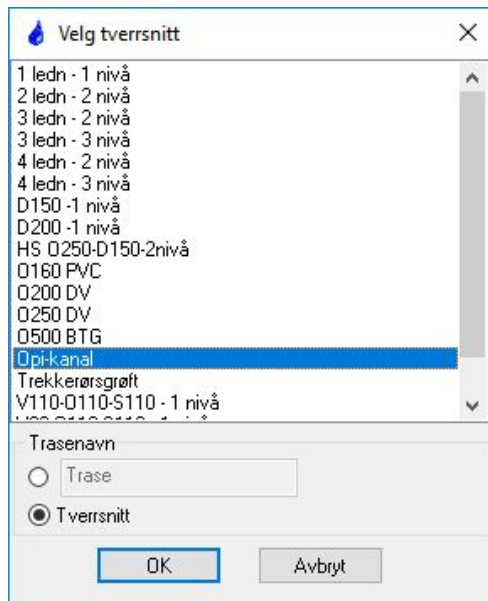 Velg tverrsnitt
1 ledn - 1 nivå
2 ledn - 2 nivå
3 ledn - 2 nivå
3 ledn - 3 nivå
4 ledn - 2 nivå
4 ledn - 3 nivå
D150 -1 nivå
D200 -1 nivå
HS O250-D150-2nivå
O160 PVC
O200 DV
O250 DV
O500 BTG
Opi-kanal
Trekkerørsgrøft
V110-O110-S110 - 1 nivå
Trasenavn
Trase
Tverrsnitt
OK
Avbryt